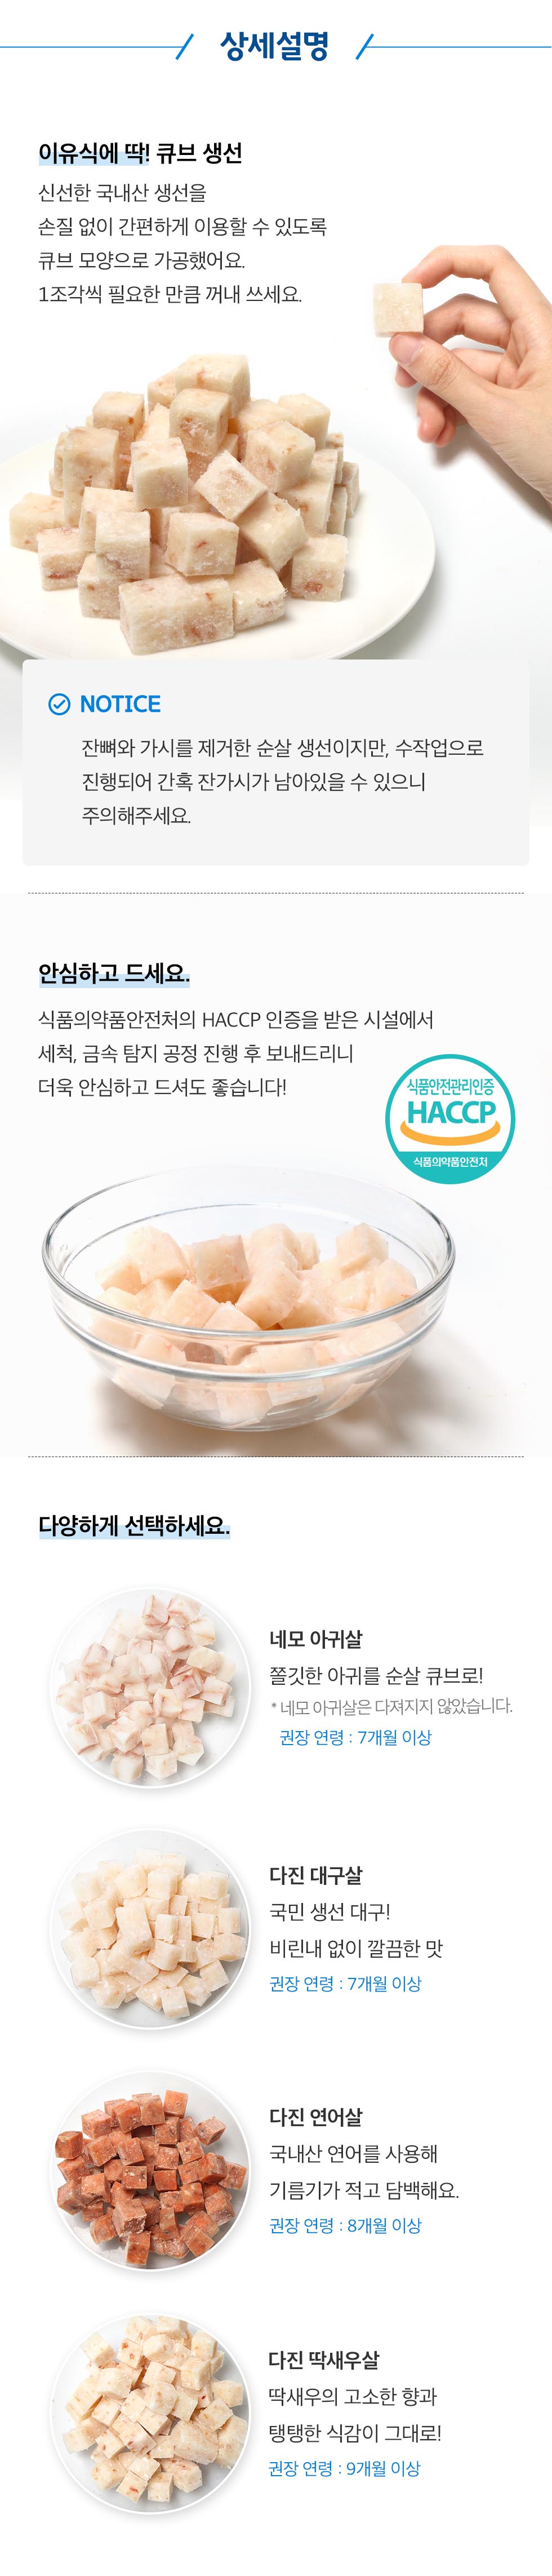 상세설명
이유식에 딱! 큐브 생선
신선한 국내산 생선을
손질 없이 간편하게 이용할 수 있도록
큐브 모양으로 가공했어요.
1조각씩 필요한 만큼 꺼내 쓰세요.
NOTICE
잔뼈와 가시를 제거한 순살 생선이지만, 수작업으로
진행되어 간혹 잔가시가 남아있을 수 있으니
주의해주세요.
안심하고 드세요.
식품의약품안전처의 HACCP 인증을 받은 시설에서
세척, 금속 탐지 공정 진행 후 보내드리니
더욱 안심하고 드셔도 좋습니다!
식품안전관리인증
HACCP
식품의약품안전처
다양하게 선택하세요.
네모 아귀살
쫄깃한 아귀를 순살 큐브로!
* 네모 아귀살은 다져지지 않았습니다.
권장 연령 : 7개월 이상
다진 대구살
국민 생선 대구!
비린내 없이 깔끔한 맛
권장 연령 : 7개월 이상
다진 연어살
국내산 연어를 사용해
기름기가 적고 담백해요.
권장 연령 : 8개월 이상
다진 딱새우살
딱새우의 고소한 향과
탱탱한 식감이 그대로!
권장 연령 : 9개월 이상